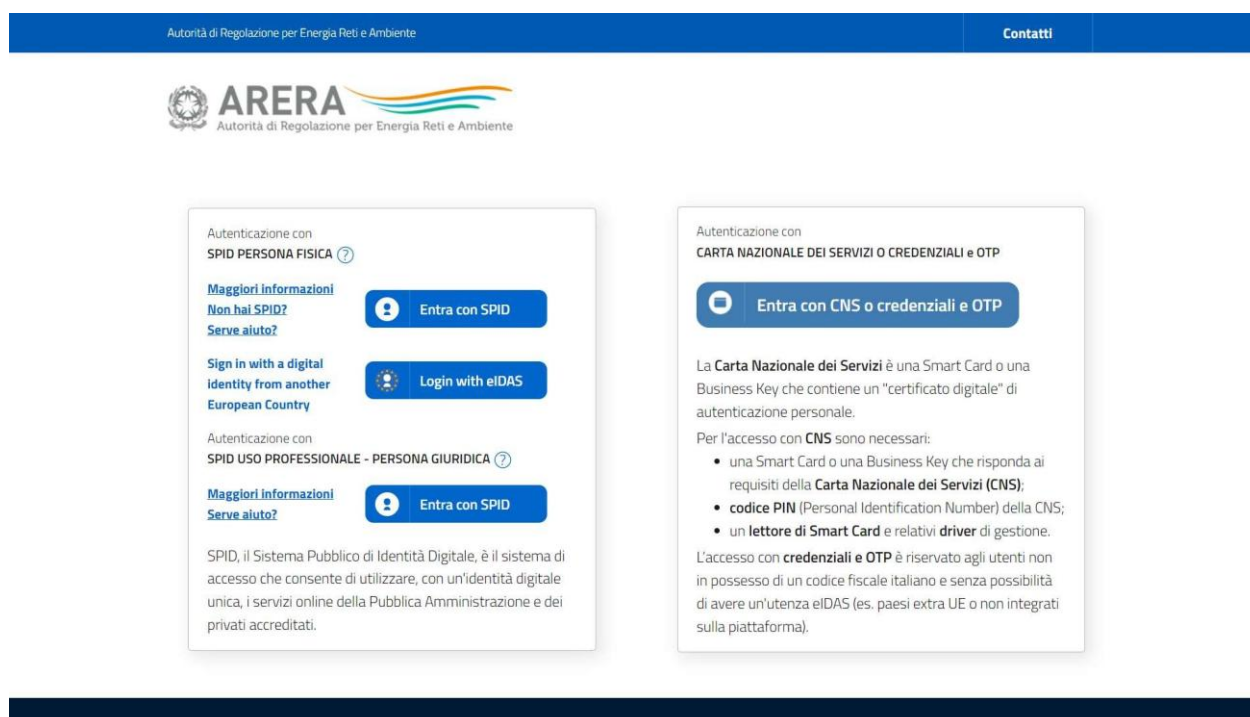 Autorità di Regolazione per Energia Reti e Ambiente
Contatti
ARERA
Autorità di Regolazione per Energia Reti e Ambiente
Autenticazione con
SPID PERSONA FISICA ?
Maggiori informazioni
Non hai SPID?
Serve aiuto?
Entra con SPID
Sign in with a digital
identity from another
European Country
Login with eIDAS
Autenticazione con
SPID USO PROFESSIONALE - PERSONA GIURIDICA ?
Maggiori informazioni
Serve aiuto?
Entra con SPID
SPID, il Sistema Pubblico di Identità Digitale, è il sistema di
accesso che consente di utilizzare, con un'identità digitale
unica, i servizi online della Pubblica Amministrazione e dei
privati accreditati.
Autenticazione con
CARTA NAZIONALE DEI SERVIZI O CREDENZIALI e OTP
Entra con CNS o credenziali e OTP
La Carta Nazionale dei Servizi è una Smart Card o una
Business Key che contiene un "certificato digitale" di
autenticazione personale.
Per l'accesso con CNS sono necessari:
• una Smart Card o una Business Key che risponda ai
requisiti della Carta Nazionale dei Servizi (CNS);
• codice PIN (Personal Identification Number) della CNS;
• un lettore di Smart Card e relativi driver di gestione.
L'accesso con credenziali e OTP è riservato agli utenti non
in possesso di un codice fiscale italiano e senza possibilità
di avere un'utenza eIDAS (es. paesi extra UE o non integrati
sulla piattaforma).